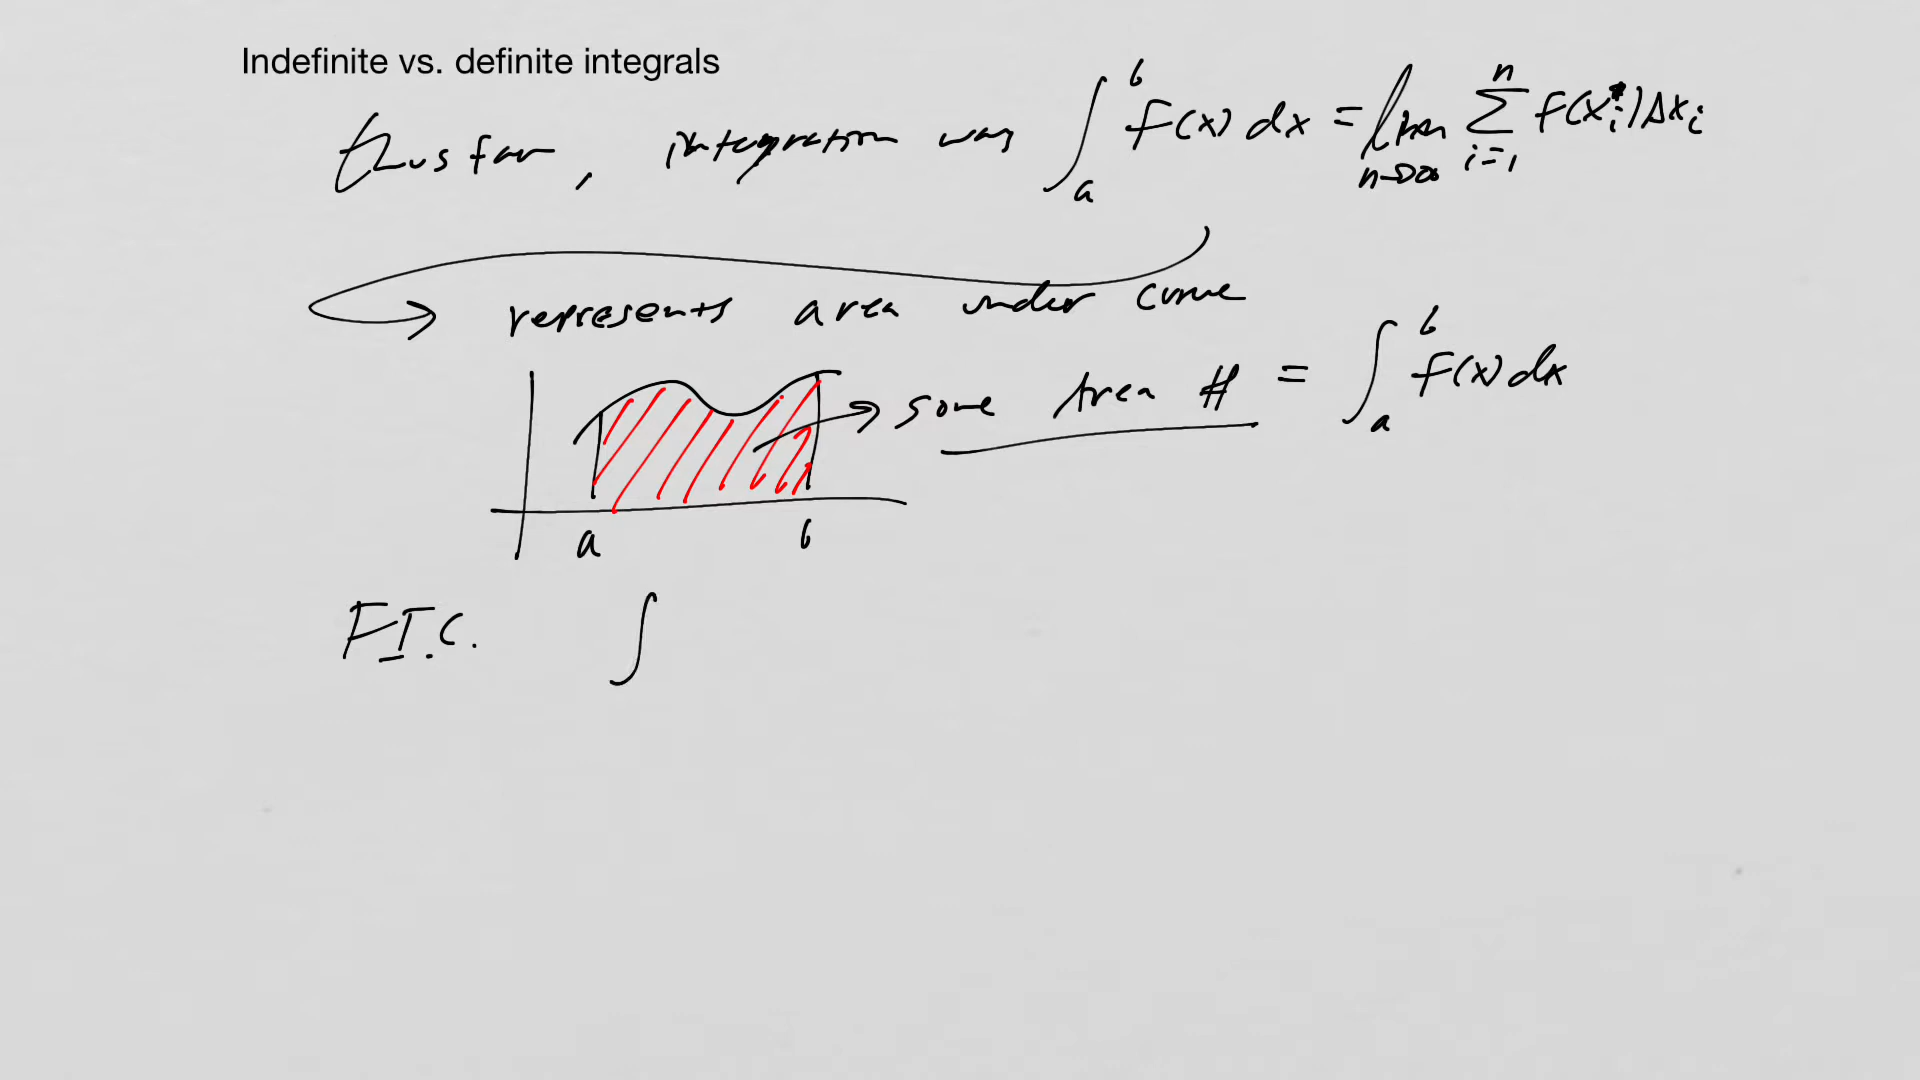 Indefinite vs. definite integrals
thus far, integration was ∫_a^b f(x) dx = lim_{n→∞} Σ_{i=1}^n f(x_i^*) Δx_i
represents area under curve
some Area # = ∫_a^b f(x) dx
a b
F.T.C. ∫